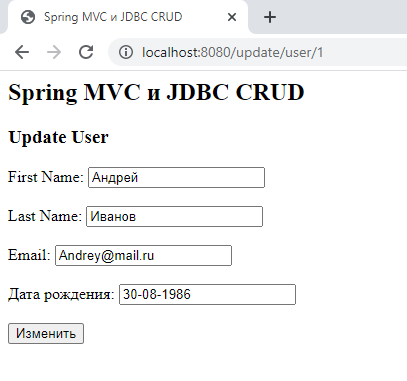 Spring MVC и JDBC CRUD
localhost:8080/update/user/1
Spring MVC и JDBC CRUD
Update User
First Name: Андрей
Last Name: Иванов
Email: Andrey@mail.ru
Дата рождения: 30-08-1986
Изменить